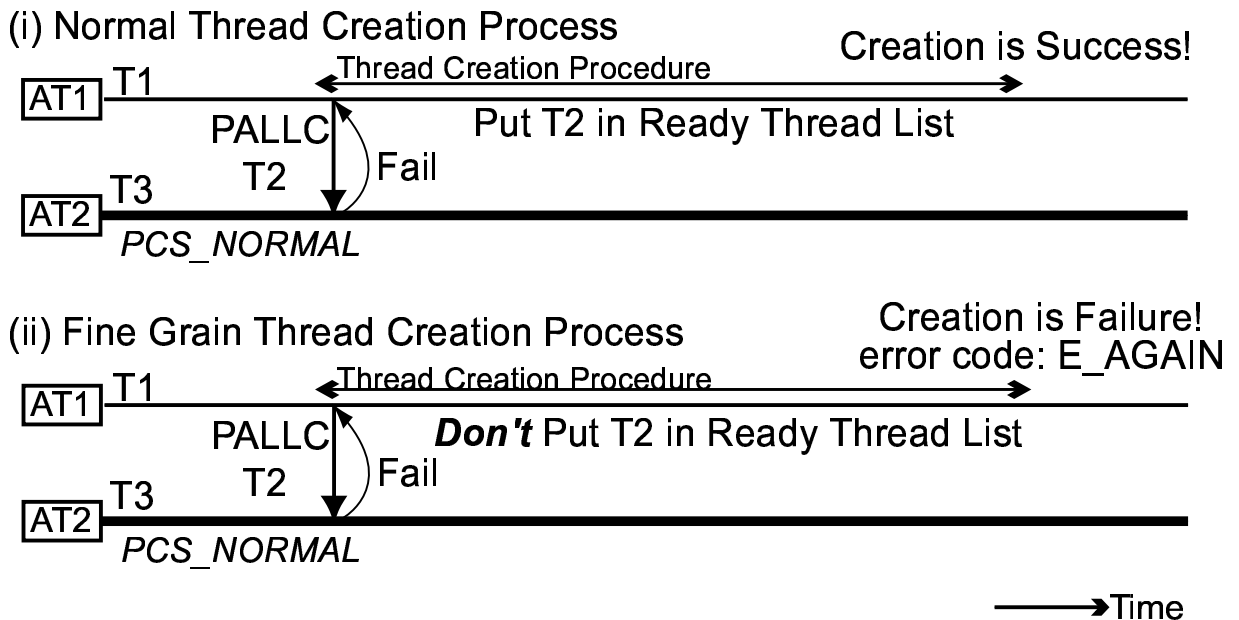 (i) Normal Thread Creation Process
Creation is Success!
Thread Creation Procedure
T1
AT1
PALLC
T2
Put T2 in Ready Thread List
Fail
T3
AT2
PCS_NORMAL
(ii) Fine Grain Thread Creation Process
Creation is Failure!
error code: E_AGAIN
Thread Creation Procedure
T1
AT1
PALLC
T2
Don't Put T2 in Ready Thread List
Fail
T3
AT2
PCS_NORMAL
Time